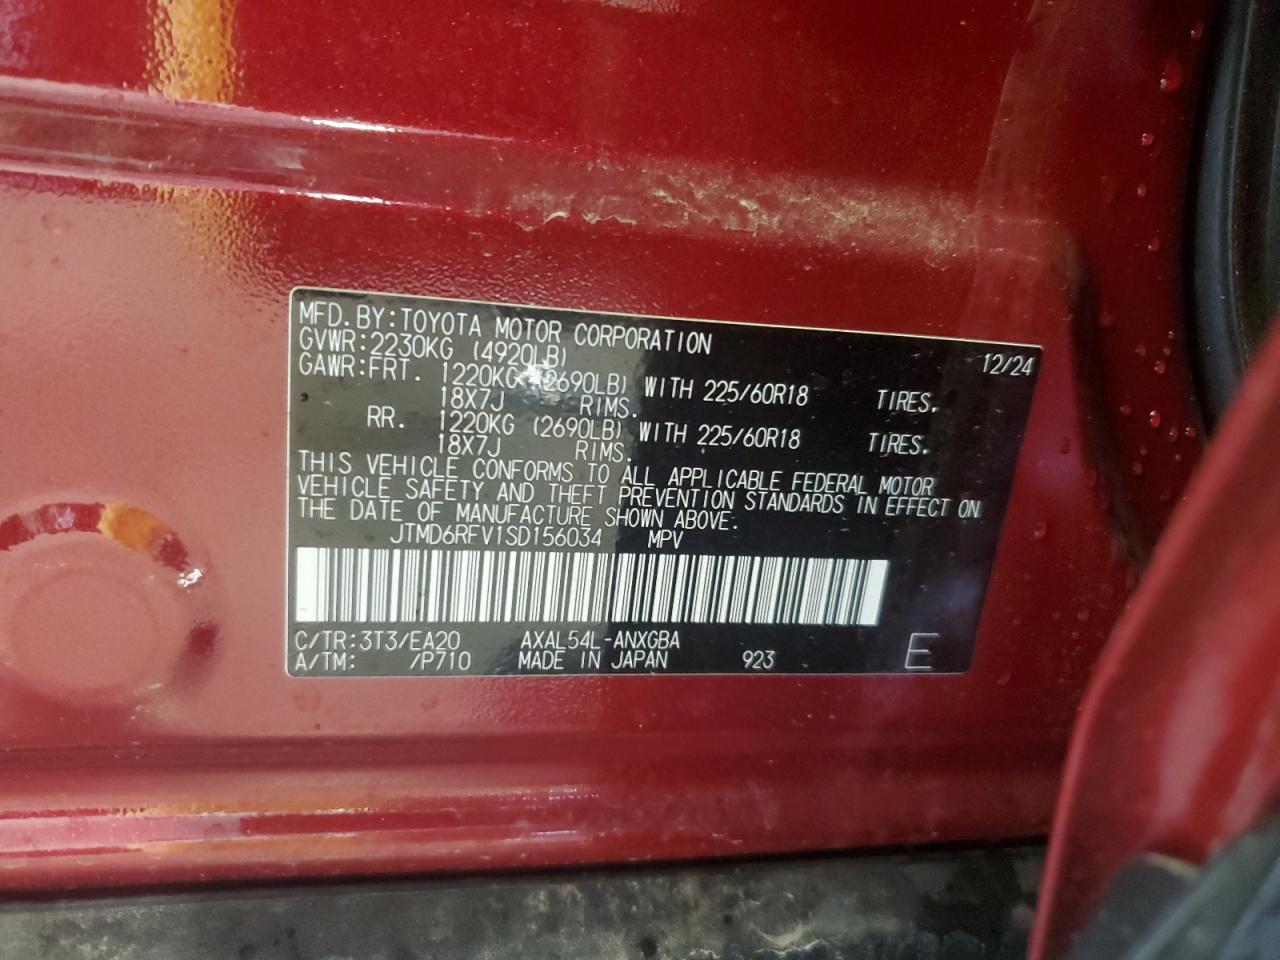 MFD. BY: TOYOTA MOTOR CORPORATION 12/24
GVWR: 2230KG (4920LB)
GAWR: FRT. 1220KG (2690LB) WITH 225/60R18 TIRES.
18X7J RIMS.
RR. 1220KG (2690LB) WITH 225/60R18 TIRES.
18X7J RIMS.
THIS VEHICLE CONFORMS TO ALL APPLICABLE FEDERAL MOTOR
VEHICLE SAFETY AND THEFT PREVENTION STANDARDS IN EFFECT ON
THE DATE OF MANUFACTURE SHOWN ABOVE.
JTMD6RFV1SD156034 MPV
C/TR: 3T3/EA20 AXAL54L-ANXGBA
A/TM: /P710 MADE IN JAPAN 923 E